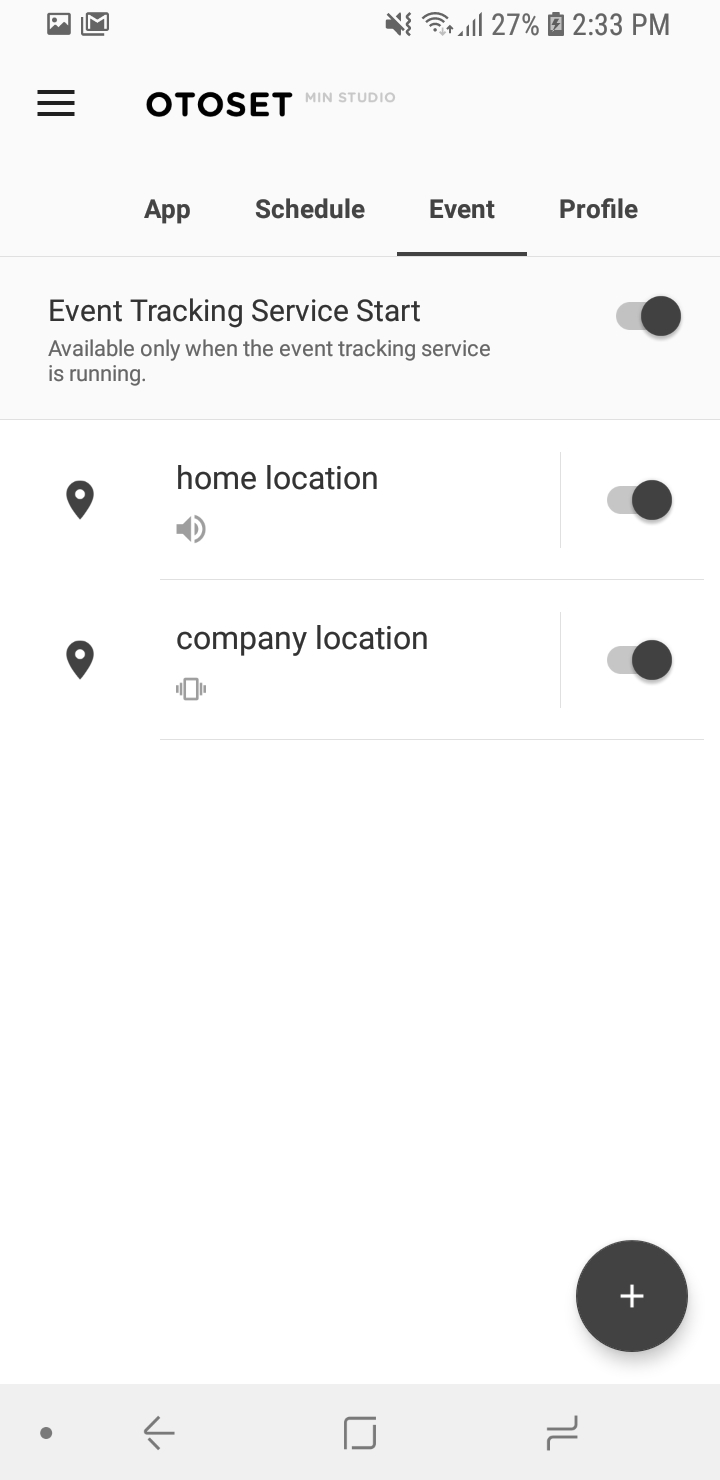 27% 2:33 PM
OTOSET MIN STUDIO
App Schedule Event Profile
Event Tracking Service Start
Available only when the event tracking service
is running.
home location
company location